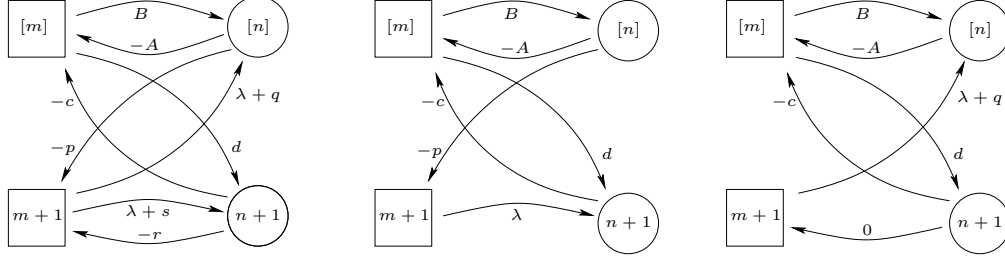 [m] B [n] [m] B [n] [m] B [n]
−A −A −A
−c λ + q −c −c λ + q
−p d −p d d
m + 1 λ + s n + 1 m + 1 λ n + 1 m + 1 0 n + 1
−r